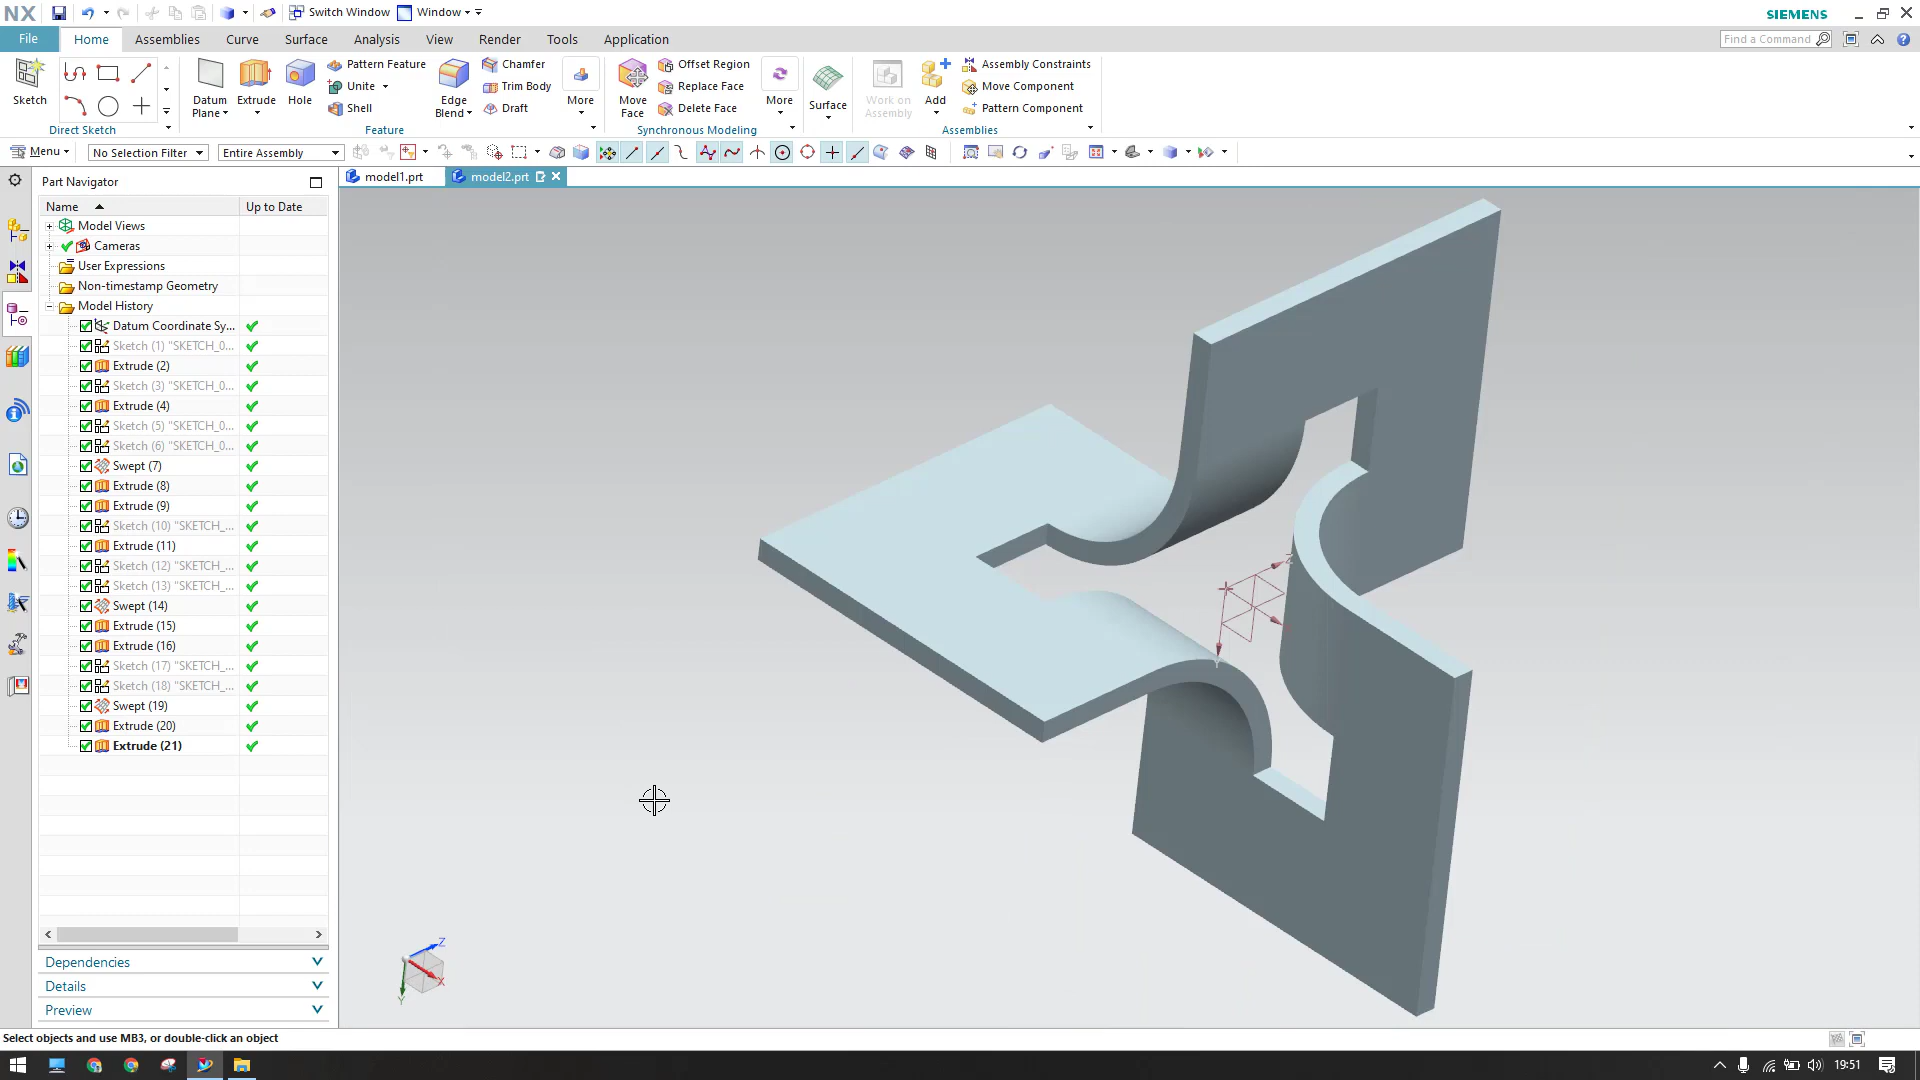 NX Switch Window Window SIEMENS
File Home Assemblies Curve Surface Analysis View Render Tools Application Find a Command
Sketch
Direct Sketch
Datum Plane Extrude Hole Pattern Feature Unite Shell Edge Blend Chamfer Trim Body Draft More
Feature
Move Face Offset Region Replace Face Delete Face More
Synchronous Modeling
Surface
Work on Assembly Add Assembly Constraints Move Component Pattern Component
Assemblies
Menu No Selection Filter Entire Assembly
Part Navigator model1.prt model2.prt
Name Up to Date
Model Views
Cameras
User Expressions
Non-timestamp Geometry
Model History
Datum Coordinate Sy...
Sketch (1) "SKETCH_0...
Extrude (2)
Sketch (3) "SKETCH_0...
Extrude (4)
Sketch (5) "SKETCH_0...
Sketch (6) "SKETCH_0...
Swept (7)
Extrude (8)
Extrude (9)
Sketch (10) "SKETCH_...
Extrude (11)
Sketch (12) "SKETCH_...
Sketch (13) "SKETCH_...
Swept (14)
Extrude (15)
Extrude (16)
Sketch (17) "SKETCH_...
Sketch (18) "SKETCH_...
Swept (19)
Extrude (20)
Extrude (21)
Z
X
Y
Dependencies
Details
Preview
Select objects and use MB3, or double-click an object
19:51